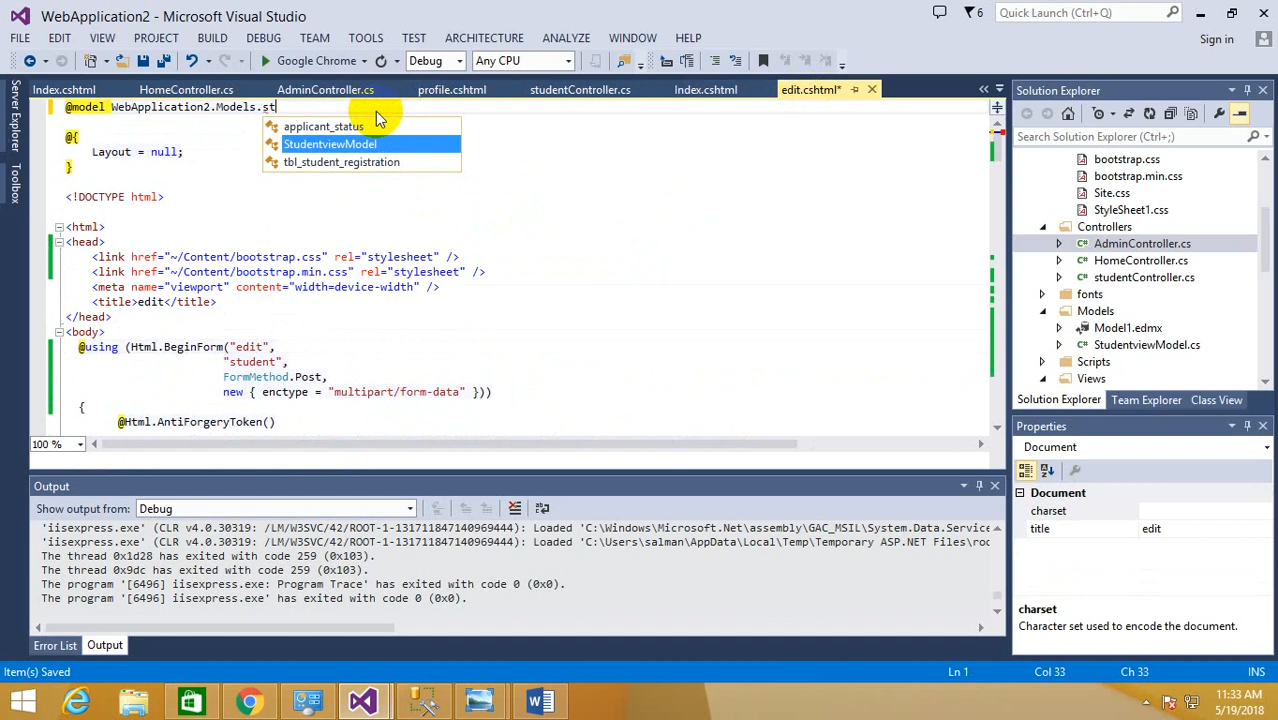 WebApplication2 - Microsoft Visual Studio
6
Quick Launch (Ctrl+Q)
FILE EDIT VIEW PROJECT BUILD DEBUG TEAM TOOLS TEST ARCHITECTURE ANALYZE WINDOW HELP
Sign in
Google Chrome
Debug
Any CPU
Server Explorer
Toolbox
Index.cshtml HomeController.cs AdminController.cs profile.cshtml studentController.cs Index.cshtml edit.cshtml*
@model WebApplication2.Models.st
applicant_status
StudentviewModel
tbl_student_registration
@{
Layout = null;
}
<!DOCTYPE html>
<html>
<head>
<link href="~/Content/bootstrap.css" rel="stylesheet" />
<link href="~/Content/bootstrap.min.css" rel="stylesheet" />
<meta name="viewport" content="width=device-width" />
<title>edit</title>
</head>
<body>
@using (Html.BeginForm("edit",
"student",
FormMethod.Post,
new { enctype = "multipart/form-data" }))
{
@Html.AntiForgeryToken()
100 %
Output
Show output from: Debug
'iisexpress.exe' (CLR v4.0.30319: /LM/W3SVC/42/ROOT-1-131711847140969444): Loaded 'C:\Windows\Microsoft.Net\assembly\GAC_MSIL\System.Data.Service
'iisexpress.exe' (CLR v4.0.30319: /LM/W3SVC/42/ROOT-1-131711847140969444): Loaded 'C:\Users\salman\AppData\Local\Temp\Temporary ASP.NET Files\roo
The thread 0x1d28 has exited with code 259 (0x103).
The thread 0x9dc has exited with code 259 (0x103).
The program '[6496] iisexpress.exe: Program Trace' has exited with code 0 (0x0).
The program '[6496] iisexpress.exe' has exited with code 0 (0x0).
Error List Output
Solution Explorer
Search Solution Explorer (Ctrl+;)
bootstrap.css
bootstrap.min.css
Site.css
StyleSheet1.css
Controllers
AdminController.cs
HomeController.cs
studentController.cs
fonts
Models
Model1.edmx
StudentviewModel.cs
Scripts
Views
Solution Explorer Team Explorer Class View
Properties
Document
Document
charset
title edit
charset
Character set used to encode the document.
Item(s) Saved
Ln 1
Col 33
Ch 33
INS
11:33 AM
5/19/2018